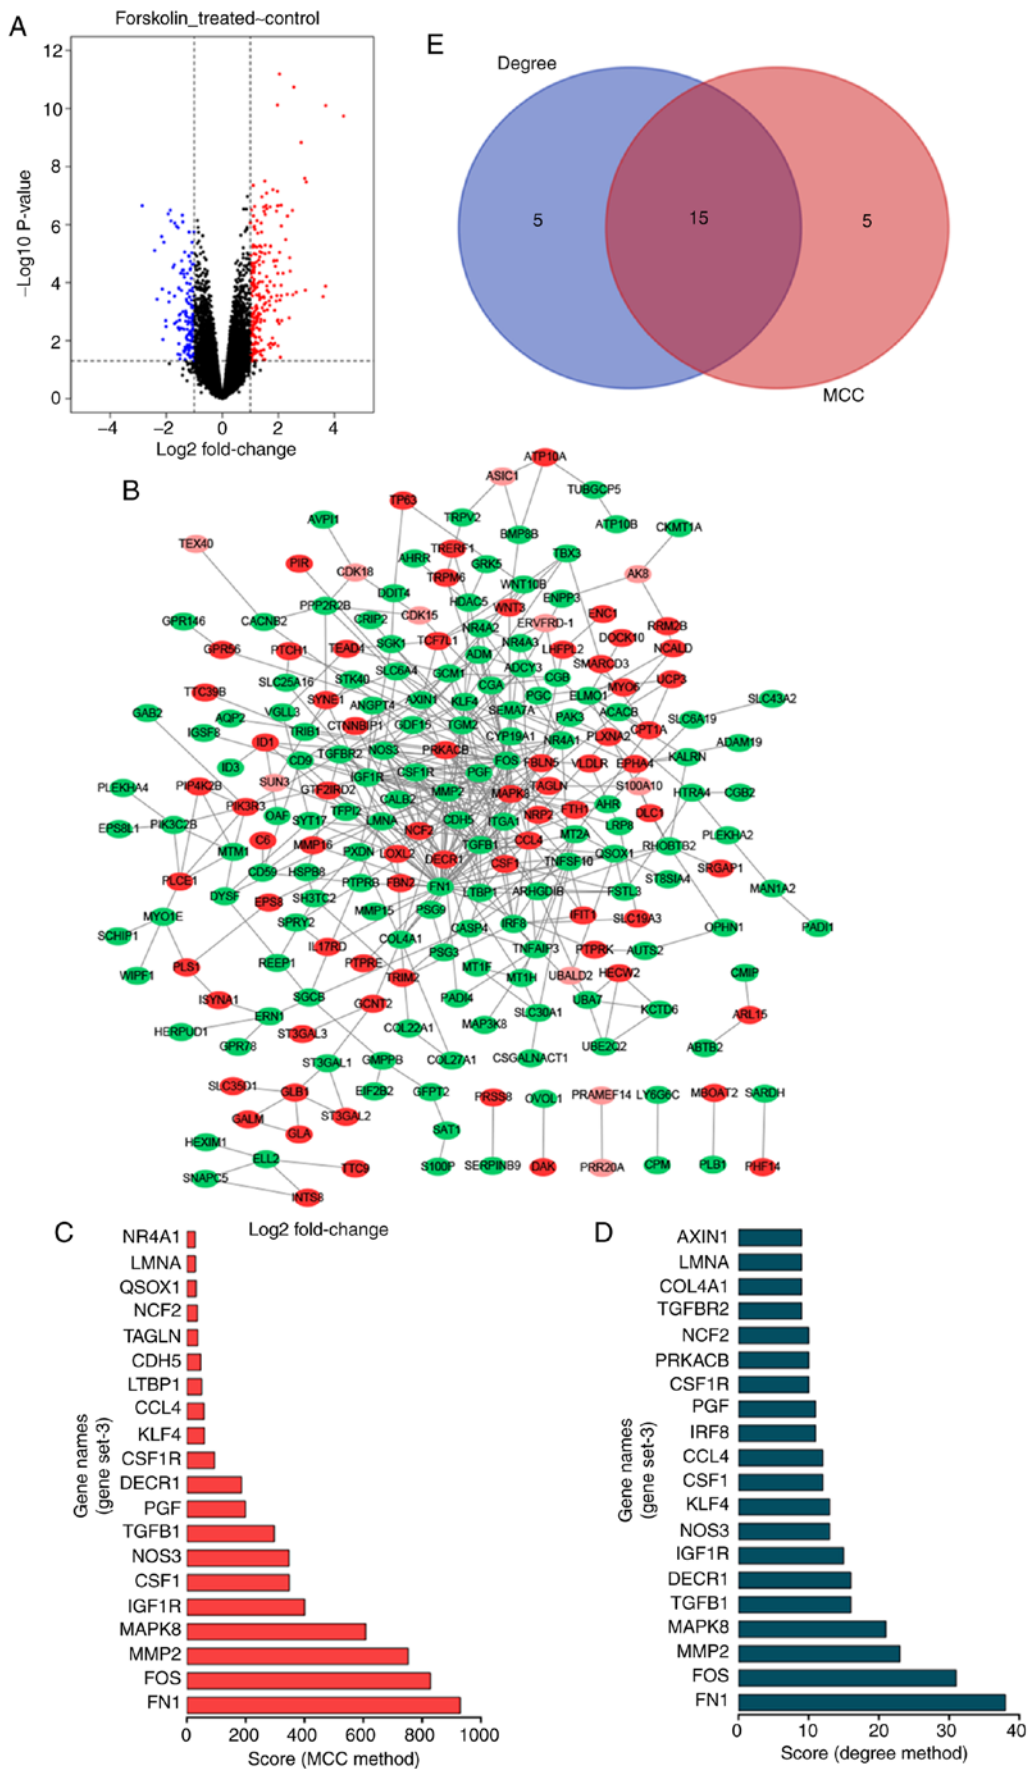 A
Forskolin_treated~control
−Log10 P-value
12
10
8
6
4
2
0
−4 −2 0 2 4
Log2 fold-change
E
Degree
5 15 5
MCC
B
ATP10A
ASIC1
TUBGCP5
TP63
AVPI1
TRPV2
ATP10B
CKMT1A
BMP8B
TEX40
TRERF1
TBX3
AHRR
GRK5
PIR
CDK18
TRPM6
AK8
WNT10B
DDIT4
ENPP3
HDAC5
PPP2R2B
WNT3
CDK15
ENC1
GPR146
CACNB2
CRIP2
ERVFRD-1
RRM2B
NR4A2
DOCK10
TCF7L1
NR4A3
SGK1
TEAD4
LHFPL2
NCALD
GPR56
PTCH1
ADM
SMARCD3
ADCY3
SLC6A4
GCM1
CGB
STK40
UCP3
SLC25A16
CGA
MYO6
TTC39B
PGC
ELMO1
SYNE1
AXIN1
KLF4
SLC43A2
ANGPT4
SEMA7A
ACACB
GAB2
VGLL3
AQP2
PAK3
SLC6A19
CTNNBIP1
GDF15
TGM2
CPT1A
IGSF8
TRIB1
CYP19A1
PLXNA2
ID1
NR4A1
ADAM19
NOS3
PRKACB
TGFBR2
KALRN
CD9
FOS
FBLN5
VLDLR
EPHA4
ID3
PGF
CSF1R
IGF1R
SUN3
TAGLN
S100A10
PLEKHA4
PIP4K2B
GTF2IRD2
MMP2
MAPK8
HTRA4
CGB2
CALB2
AHR
PIK3R3
TFPI2
FTH1
OAF
NRP2
DLC1
EPS8L1
PIK3C2B
SYT17
LMNA
CDH5
ITGA1
LRP8
NCF2
MT2A
PLEKHA2
C6
MMP16
TGFB1
CCL4
RHOBTB2
MTM1
PXDN
LOXL2
DECR1
QSOX1
CSF1
TNFSF10
SRGAP1
CD59
HSPB8
PLCE1
PTPRB
FBN2
ST8SIA4
FN1
MAN1A2
DYSF
LTBP1
ARHGDIB
FSTL3
SH3TC2
EPS8
MMP15
PSG9
MYO1E
IFIT1
SLC19A3
SPRY2
IRF8
CASP4
OPHN1
PADI1
SCHIP1
COL4A1
IL17RD
TNFAIP3
PTPRK
AUTS2
PSG3
REEP1
PTPRE
PLS1
MT1F
WIPF1
TRIM2
MT1H
UBALD2
HECW2
CMIP
ISYNA1
SGCB
GCNT2
PADI4
UBA7
KCTD6
ERN1
SLC30A1
ARL15
HERPUD1
ST3GAL3
COL22A1
MAP3K8
GPR78
UBE2Q2
ABTB2
ST3GAL1
GMPPB
COL27A1
CSGALNACT1
SLC35D1
GLB1
EIF2B2
GFPT2
PRSS8
OVOL1
PRAMEF14
LY6G6C
MBOAT2
SARDH
GALM
ST3GAL2
GLA
SAT1
HEXIM1
ELL2
TTC9
S100P
SERPINB9
DAK
PRR20A
CPM
PLB1
PHF14
SNAPC5
INTS8
Log2 fold-change
C
Gene names
(gene set-3)
NR4A1
LMNA
QSOX1
NCF2
TAGLN
CDH5
LTBP1
CCL4
KLF4
CSF1R
DECR1
PGF
TGFB1
NOS3
CSF1
IGF1R
MAPK8
MMP2
FOS
FN1
0 200 400 600 800 1000
Score (MCC method)
D
Gene names
(gene set-3)
AXIN1
LMNA
COL4A1
TGFBR2
NCF2
PRKACB
CSF1R
PGF
IRF8
CCL4
CSF1
KLF4
NOS3
IGF1R
DECR1
TGFB1
MAPK8
MMP2
FOS
FN1
0 10 20 30 40
Score (degree method)